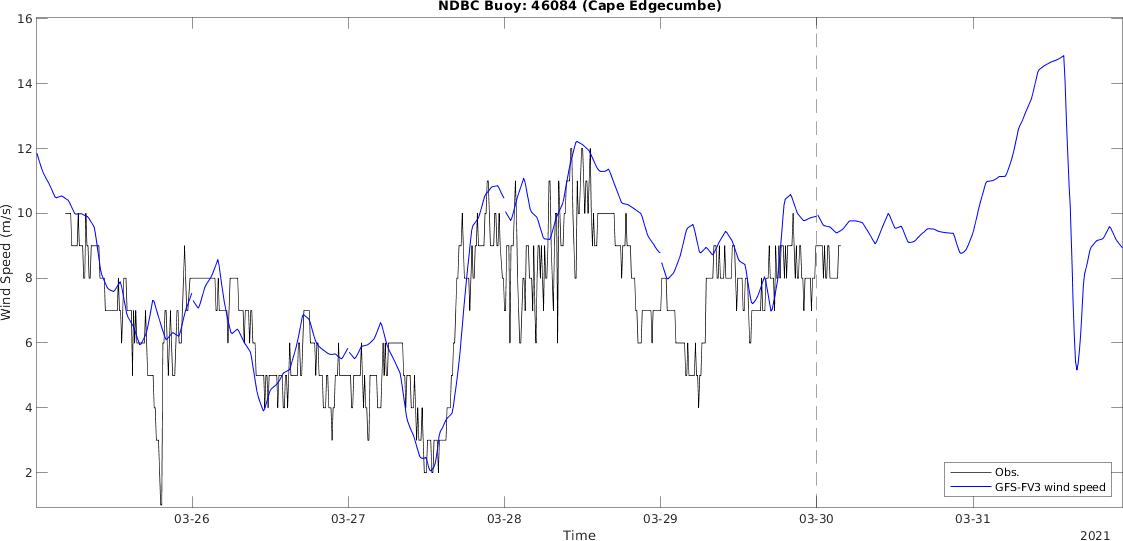 NDBC Buoy: 46084 (Cape Edgecumbe)
16
14
12
10
8
6
4
2
Wind Speed (m/s)
Obs.
GFS-FV3 wind speed
03-26 03-27 03-28 03-29 03-30 03-31
Time
2021